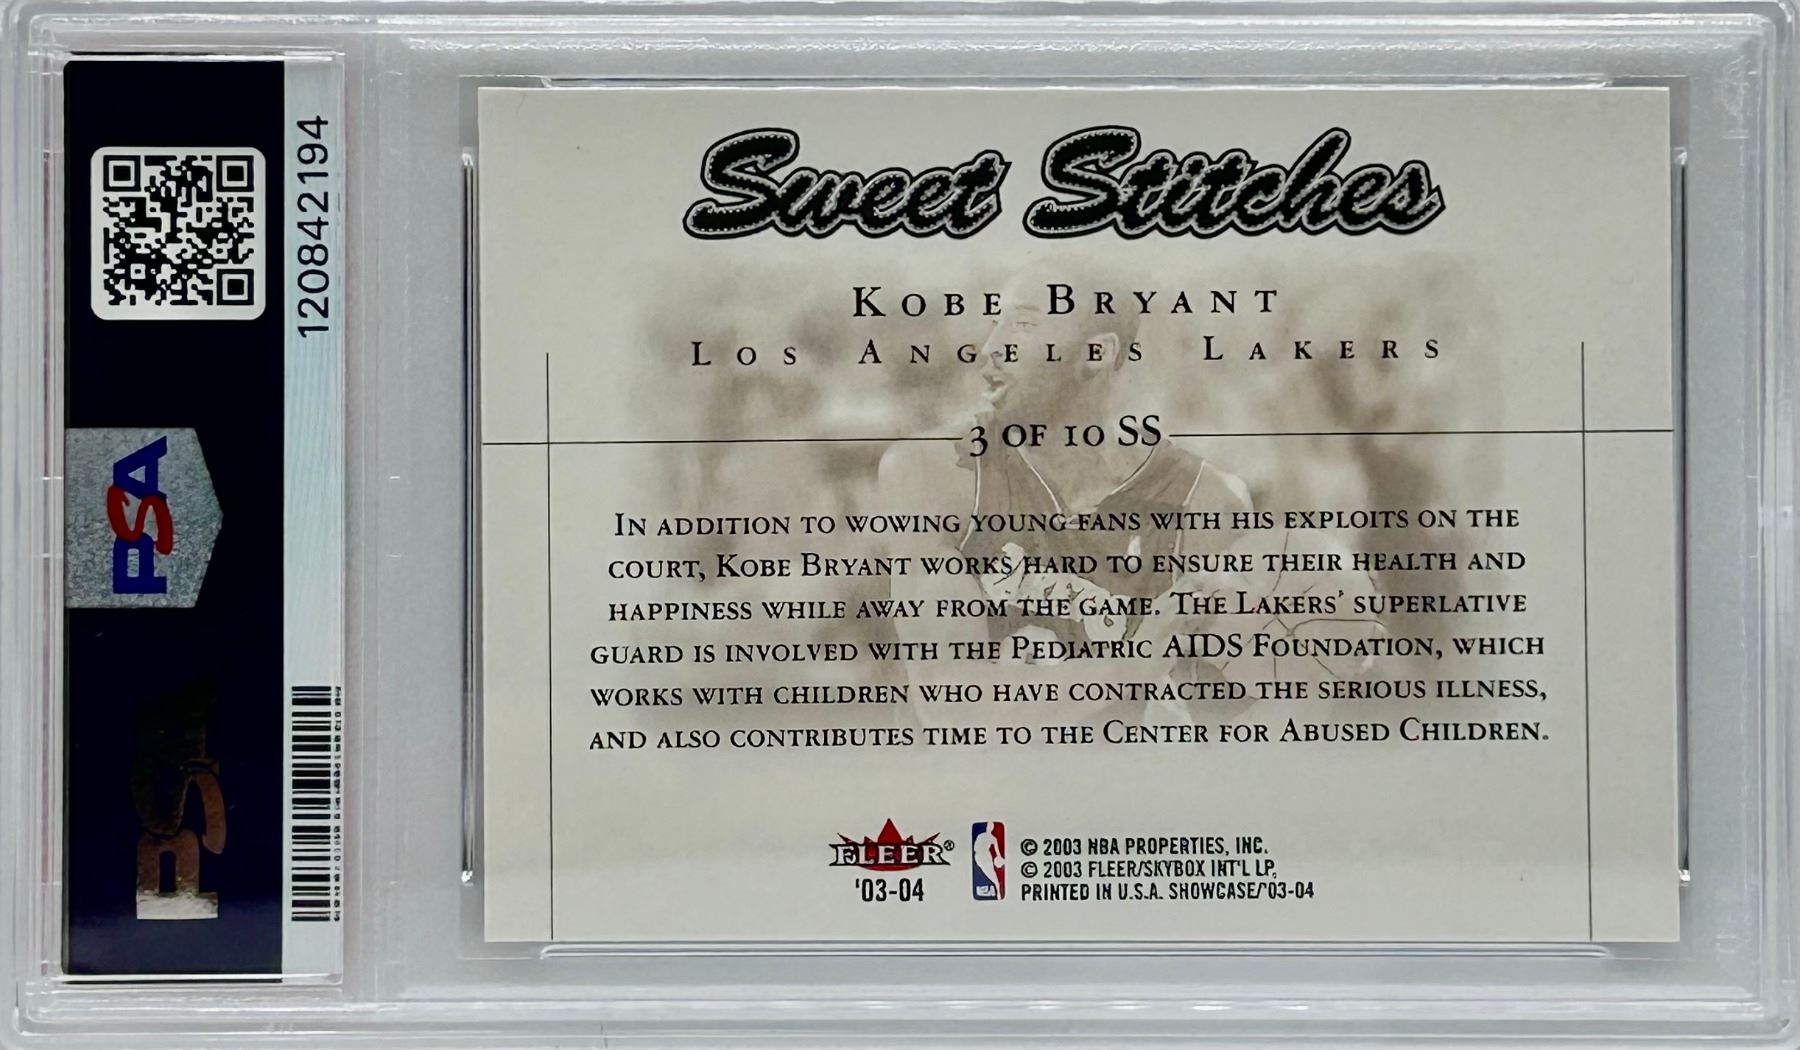 120842194
PSA
PSA
Sweet Stitches
KOBE BRYANT
LOS ANGELES LAKERS
3 OF 10 SS
IN ADDITION TO WOWING YOUNG FANS WITH HIS EXPLOITS ON THE
COURT, KOBE BRYANT WORKS HARD TO ENSURE THEIR HEALTH AND
HAPPINESS WHILE AWAY FROM THE GAME. THE LAKERS' SUPERLATIVE
GUARD IS INVOLVED WITH THE PEDIATRIC AIDS FOUNDATION, WHICH
WORKS WITH CHILDREN WHO HAVE CONTRACTED THE SERIOUS ILLNESS,
AND ALSO CONTRIBUTES TIME TO THE CENTER FOR ABUSED CHILDREN.
FLEER®
'03-04
NBA
© 2003 NBA PROPERTIES, INC.
© 2003 FLEER/SKYBOX INT'L LP,
PRINTED IN U.S.A. SHOWCASE/'03-04